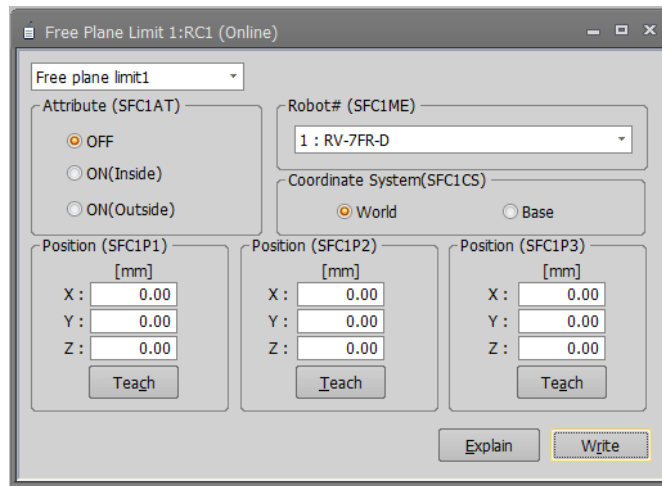 Free Plane Limit 1:RC1 (Online)
Free plane limit1
Attribute (SFC1AT)
OFF
ON(Inside)
ON(Outside)
Robot# (SFC1ME)
1 : RV-7FR-D
Coordinate System(SFC1CS)
World Base
Position (SFC1P1)
[mm]
X : 0.00
Y : 0.00
Z : 0.00
Teach
Position (SFC1P2)
[mm]
X : 0.00
Y : 0.00
Z : 0.00
Teach
Position (SFC1P3)
[mm]
X : 0.00
Y : 0.00
Z : 0.00
Teach
Explain Write